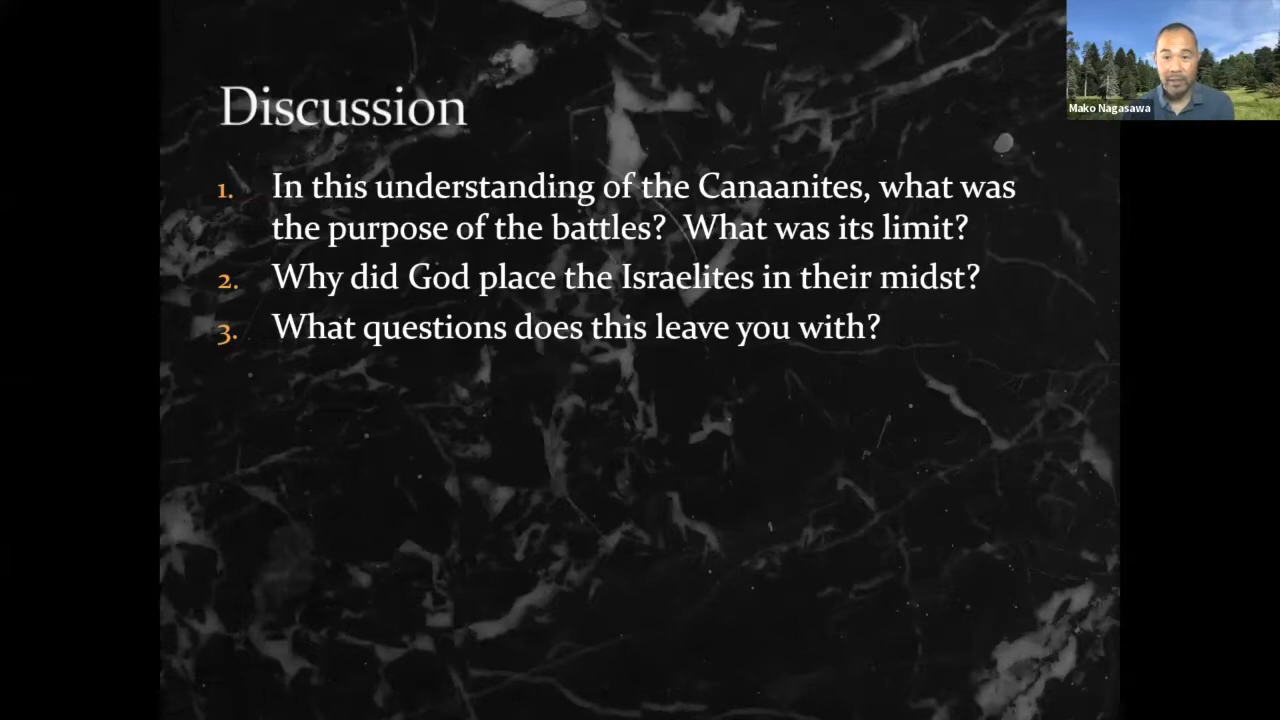 Mako Nagasawa
Discussion
1. In this understanding of the Canaanites, what was
the purpose of the battles? What was its limit?
2. Why did God place the Israelites in their midst?
3. What questions does this leave you with?